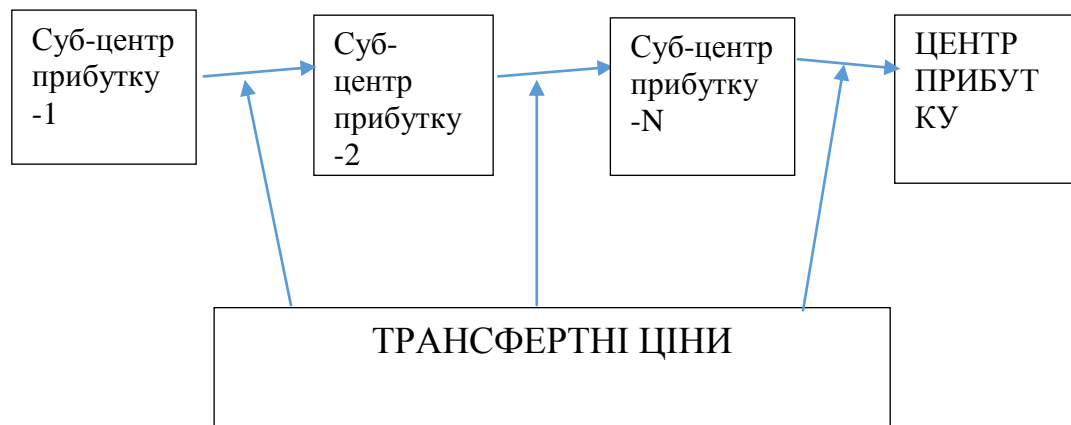 Суб-центр
прибутку
-1
Суб-
центр
прибутку
-2
Суб-центр
прибутку
-N
ЦЕНТР
ПРИБУТ
КУ
ТРАНСФЕРТНІ ЦІНИ